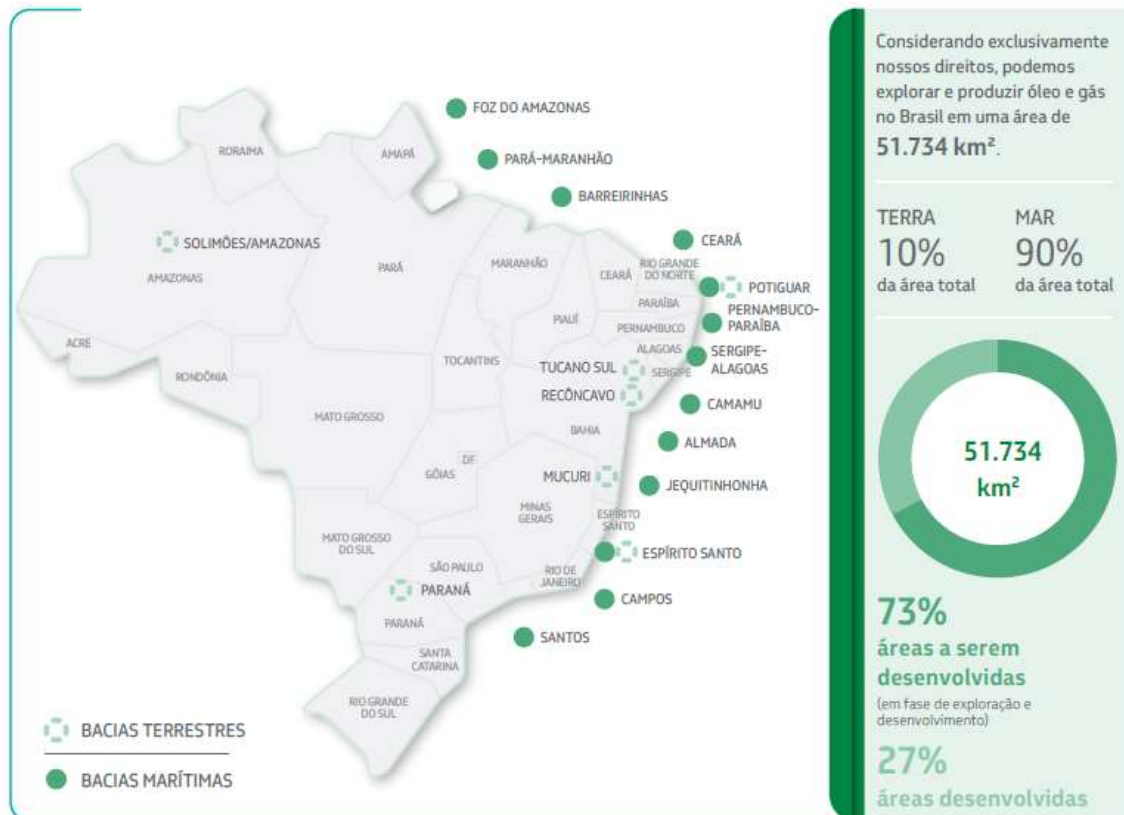 FOZ DO AMAZONAS
RORAIMA
AMAPÁ
PARÁ-MARANHÃO
BARREIRINHAS
SOLIMÕES/AMAZONAS
CEARÁ
AMAZONAS
PARÁ
MARANHÃO
CEARÁ
RIO GRANDE
DO NORTE
POTIGUAR
PARAÍBA
PIAUÍ
PERNAMBUCO
PERNAMBUCO-
PARAÍBA
ACRE
RONDÔNIA
TOCANTINS
ALAGOAS
SERGIPE-
ALAGOAS
TUCANO SUL
SERGIPE
RECÔNCAVO
CAMAMU
MATO GROSSO
BAHIA
ALMADA
DF
GÔIAS
MUCURI
JEQUITINHONHA
MINAS
GERAIS
ESPÍRITO
SANTO
MATO GROSSO
DO SUL
ESPÍRITO SANTO
SÃO PAULO
RIO DE
JANEIRO
PARANÁ
CAMPOS
PARANÁ
SANTOS
SANTA
CATARINA
RIO GRANDE
DO SUL
BACIAS TERRESTRES
BACIAS MARÍTIMAS
Considerando exclusivamente
nossos direitos, podemos
explorar e produzir óleo e gás
no Brasil em uma área de
51.734 km².
TERRA
10%
da área total
MAR
90%
da área total
51.734
km²
73%
áreas a serem
desenvolvidas
(em fase de exploração e
desenvolvimento)
27%
áreas desenvolvidas